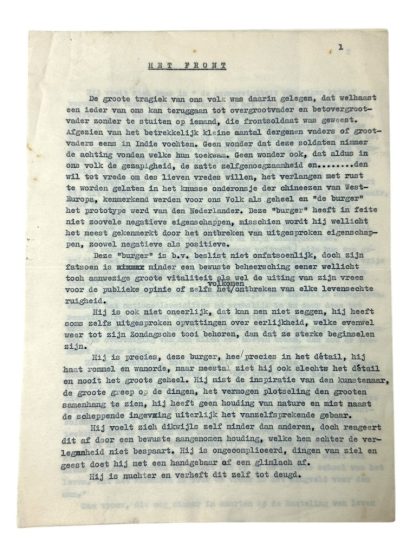 1
HET FRONT
De groote tragiek van ons volk was daarin gelegen, dat welhaast
een ieder van ons kan teruggaan tot overgrootvader en betovergroot-
vader zonder te stuiten op iemand, die frontsoldaat was geweest.
Afgezien van het betrekkelijk kleine aantal dergenen vaders of groot-
vaders eens in Indie vochten. Geen wonder dat deze soldaten nimmer
de achting vonden welke hun toekwam. Geen wonder ook, dat aldus in
ons volk de gezapigheid, de zatte zelfgenoegzaamheid en.........den
wil tot vrede om den lieven vredes willen, het verlangen met rust
te worden gelaten in het knusse onderonsje der chineezen van West-
Europa, kenmerkend werden voor ons Volk als geheel en "de burger"
het prototype werd van den Nederlander. Deze "burger" heeft in feite
niet zoovele negatieve eigenschappen, misschien wordt hij wellicht
het meest gekenmerkt door het ontbreken van uitgesproken eigenschap-
pen, zoowel negatieve als positieve.
Deze "burger" is b.v. beslist niet onfatsoenlijk, doch zijn
fatsoen is minder een bewuste beheersching eener wellicht
toch aanwezige groote vitaliteit als wel de uiting van zijn vrees
volkomen
voor de publieke opinie of zelfs het/ontbreken van elke levensechte
ruigheid.
Hij is ook niet oneerlijk, dat kan men niet zeggen, hij heeft
soms zelfs uitgesproken opvattingen over eerlijkheid, welke evenwel
meer tot zijn Zondagsche tooi behoren, dan dat ze sterke beginselen
zijn.
Hij is precies, deze burger, hee/precies in het détail, hij
haat rommel en wanorde, maar meestal ziet hij ook slechts het détail
en nooit het groote geheel. Hij mist de inspiratie van den kunstenaar,
de groote greep op de dingen, het vermogen plotseling den grooten
samenhang te zien, hij heeft geen houding van nature en mist naast
de scheppende ingeving uiterlijk het vanzelfsprekende gebaar.
Hij voelt zich dikwijls zelf minder dan anderen, doch reageert
dit af door een bewuste aangenomen houding, welke hem echter de ver-
legenheid niet bespaart. Hij is ongecompliceerd, dingen van ziel en
geest doet hij met een handgebaar of een glimlach af.
Hij is nuchter en verheft dit zelf tot deugd.